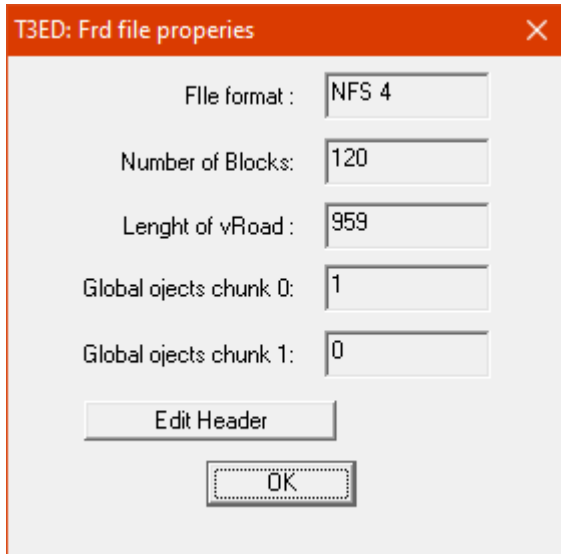 T3ED: Frd file properies
FIle format : NFS 4
Number of Blocks: 120
Lenght of vRoad : 959
Global ojects chunk 0: 1
Global ojects chunk 1: 0
Edit Header
OK